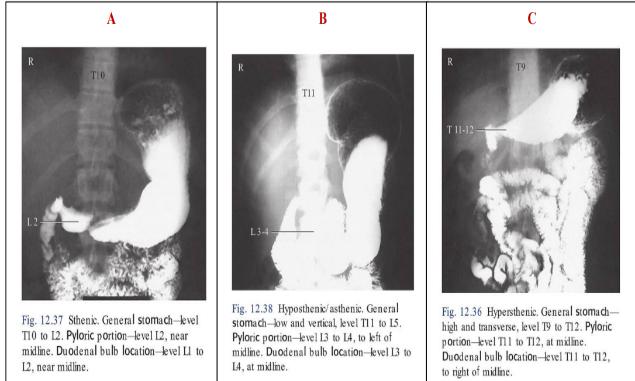 A
B
C
R
T10
L2
R
T11
L3-4
R
T9
T 11-12
Fig. 12.37 Sthenic. General stomach—level
T10 to L2. Pyloric portion—level L2, near
midline. Duodenal bulb location—level L1 to
L2, near midline.
Fig. 12.38 Hyposthenic/asthenic. General
stomach—low and vertical, level T11 to L5.
Pyloric portion—level L3 to L4, to left of
midline. Duodenal bulb location—level L3 to
L4, at midline.
Fig. 12.36 Hypersthenic. General stomach—
high and transverse, level T9 to T12. Pyloric
portion—level T11 to T12, at midline.
Duodenal bulb location—level T11 to T12,
to right of midline.